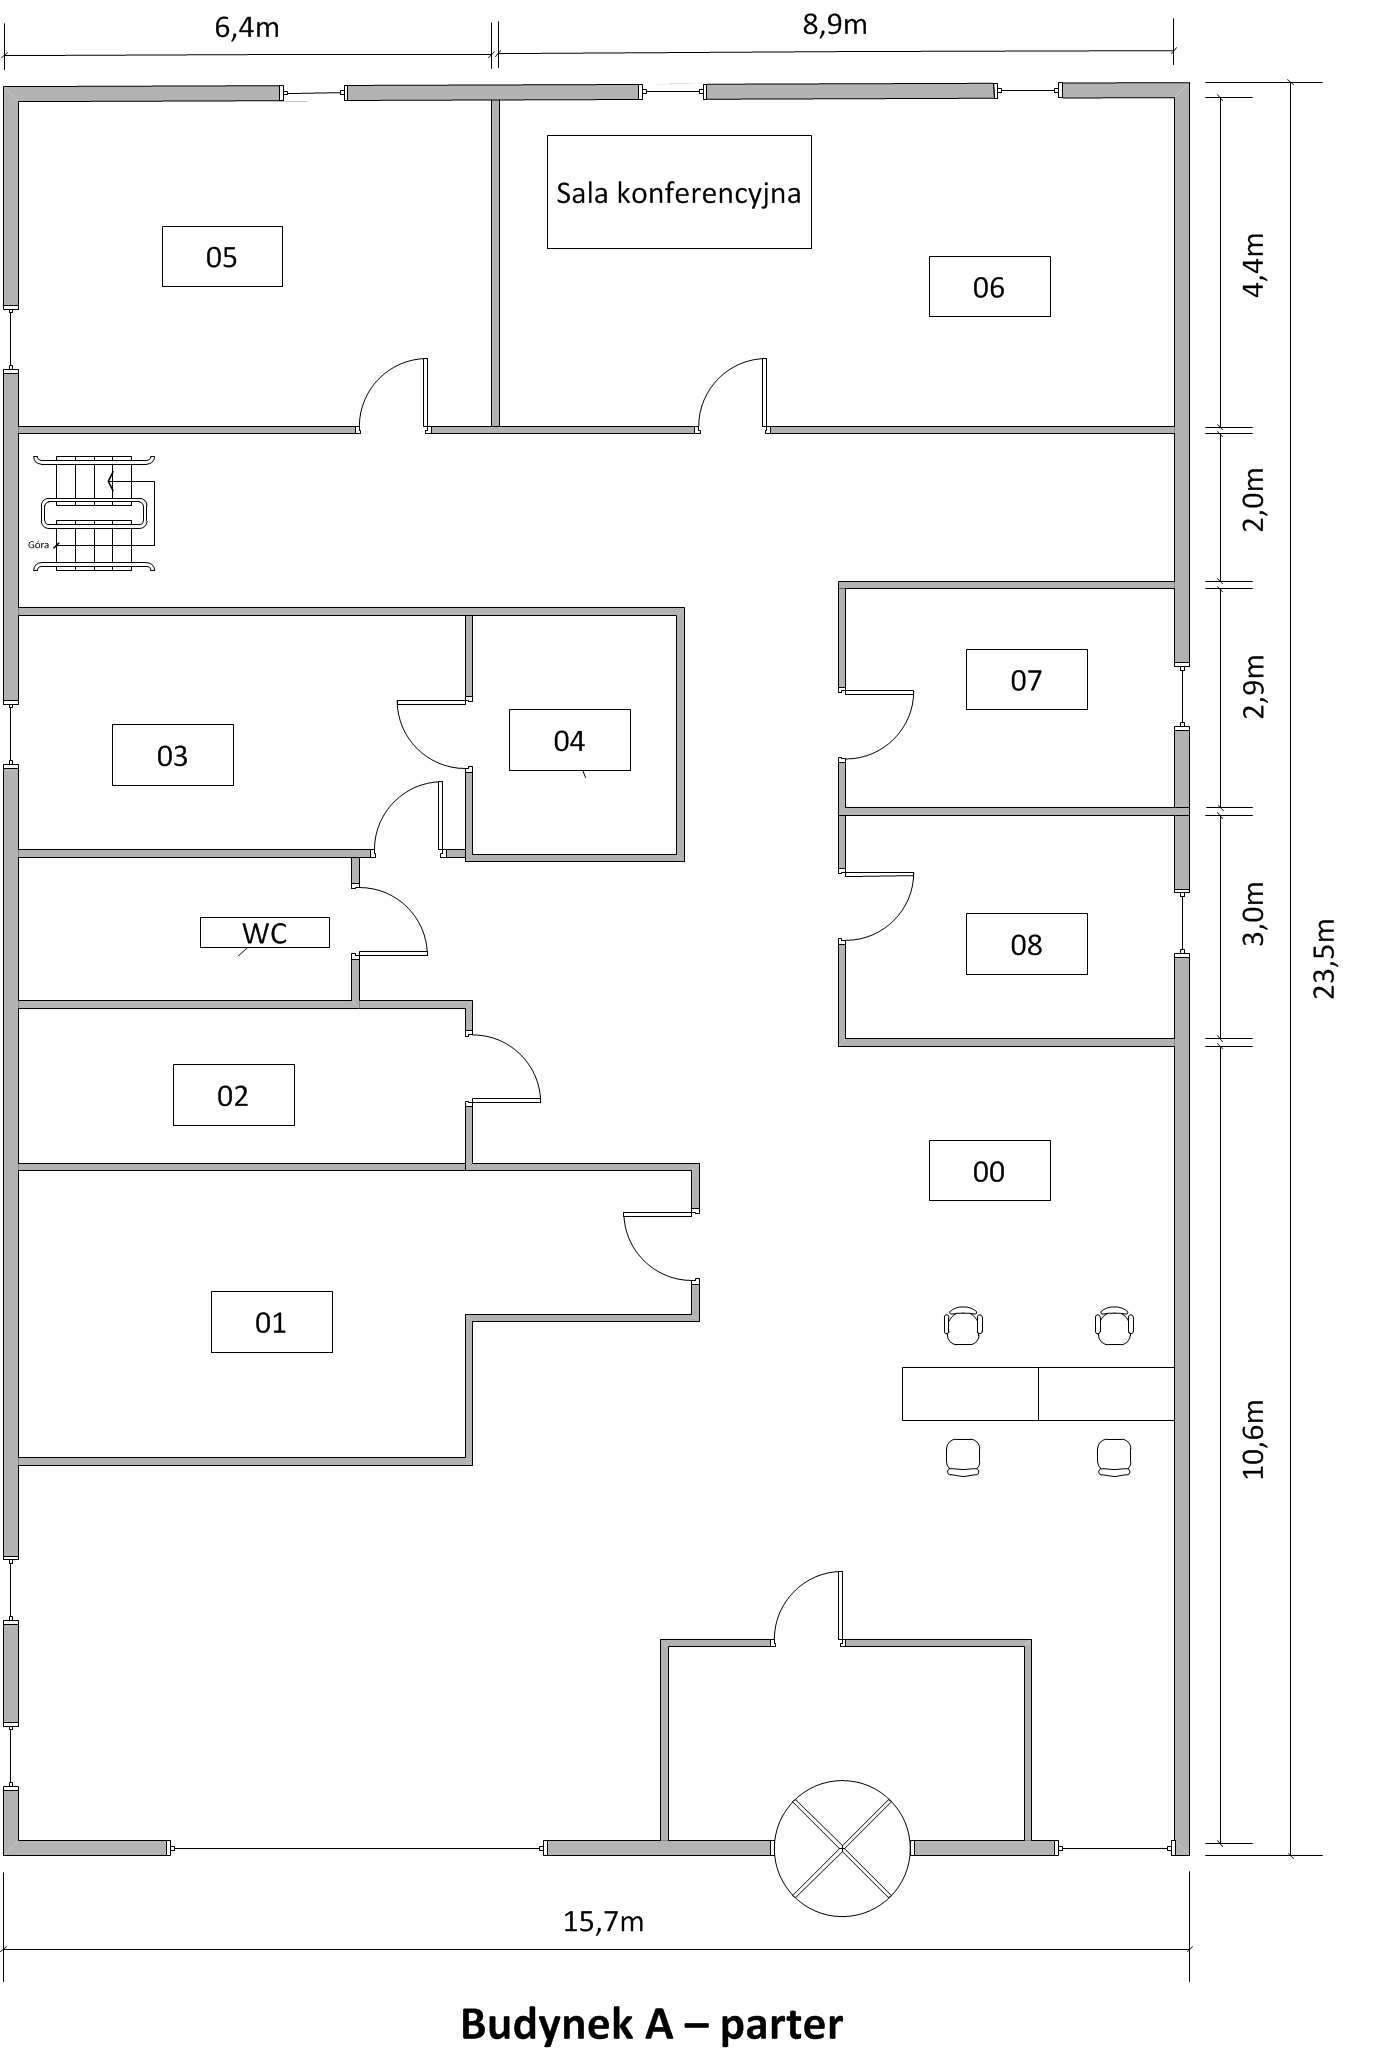 6,4m
8,9m
Sala konferencyjna
05
06
4,4m
Góra
2,0m
07
2,9m
03
04
WC
08
3,0m
23,5m
02
00
01
10,6m
15,7m
Budynek A – parter